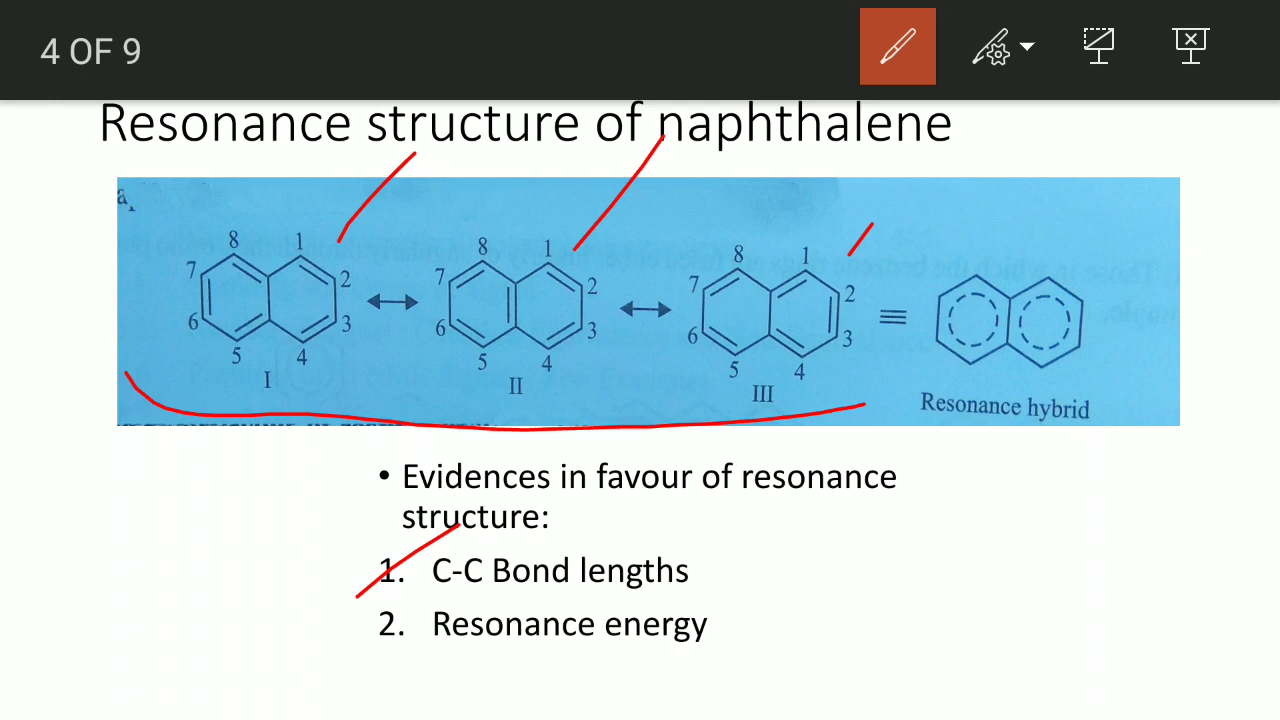 4 OF 9
Resonance structure of naphthalene
a,
8 1 8 1 8 1
7 2 7 2 7 2
6 3 6 3 6 3
5 4 5 4 5 4
I II III
Resonance hybrid
• Evidences in favour of resonance
structure:
1. C-C Bond lengths
2. Resonance energy